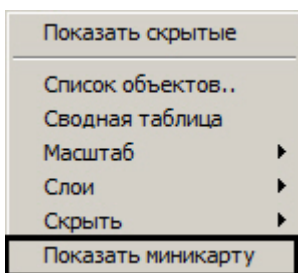 Показать скрытые
Список объектов..
Сводная таблица
Масштаб
Слои
Скрыть
Показать миникарту